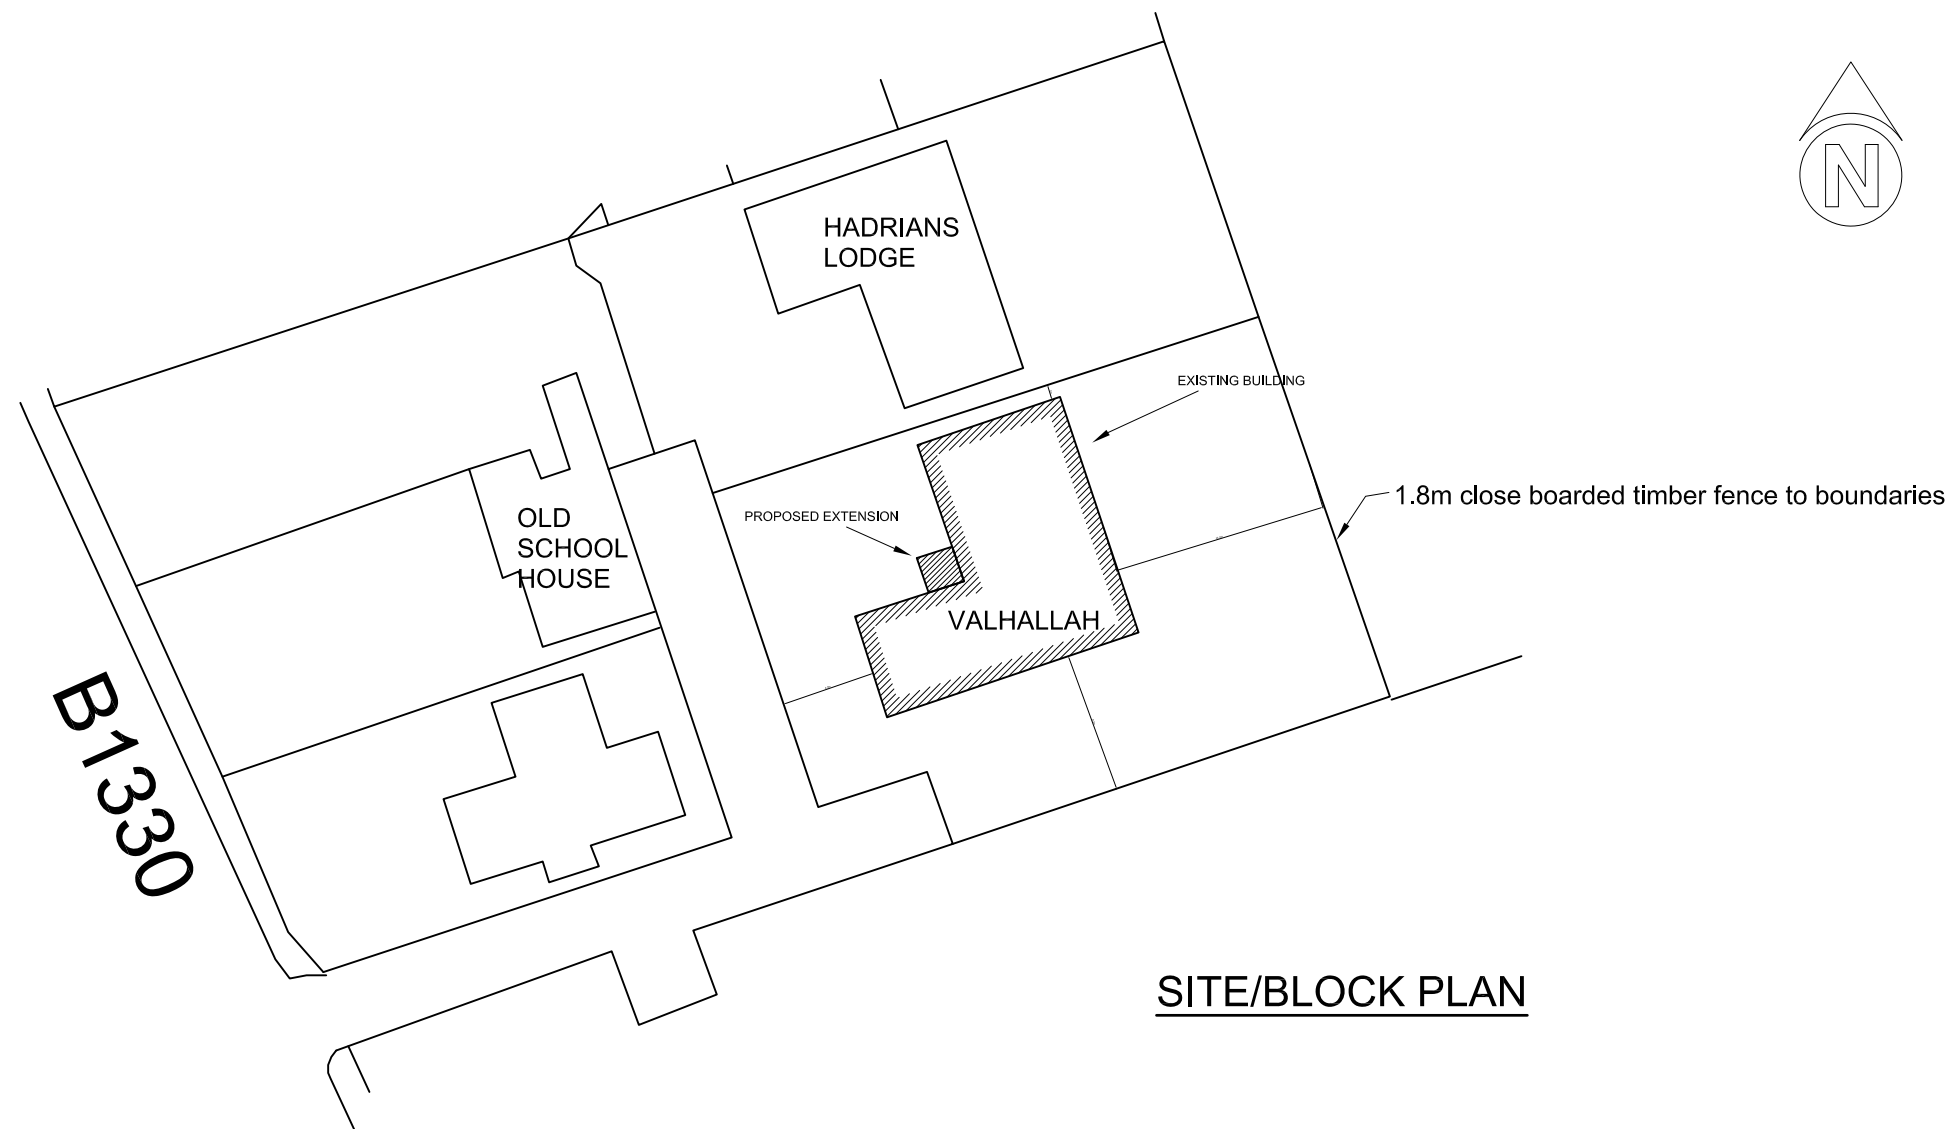 N
HADRIANS
LODGE
EXISTING BUILDING
1.8m close boarded timber fence to boundaries
PROPOSED EXTENSION
OLD
SCHOOL
HOUSE
VALHALLAH
B1330
SITE/BLOCK PLAN